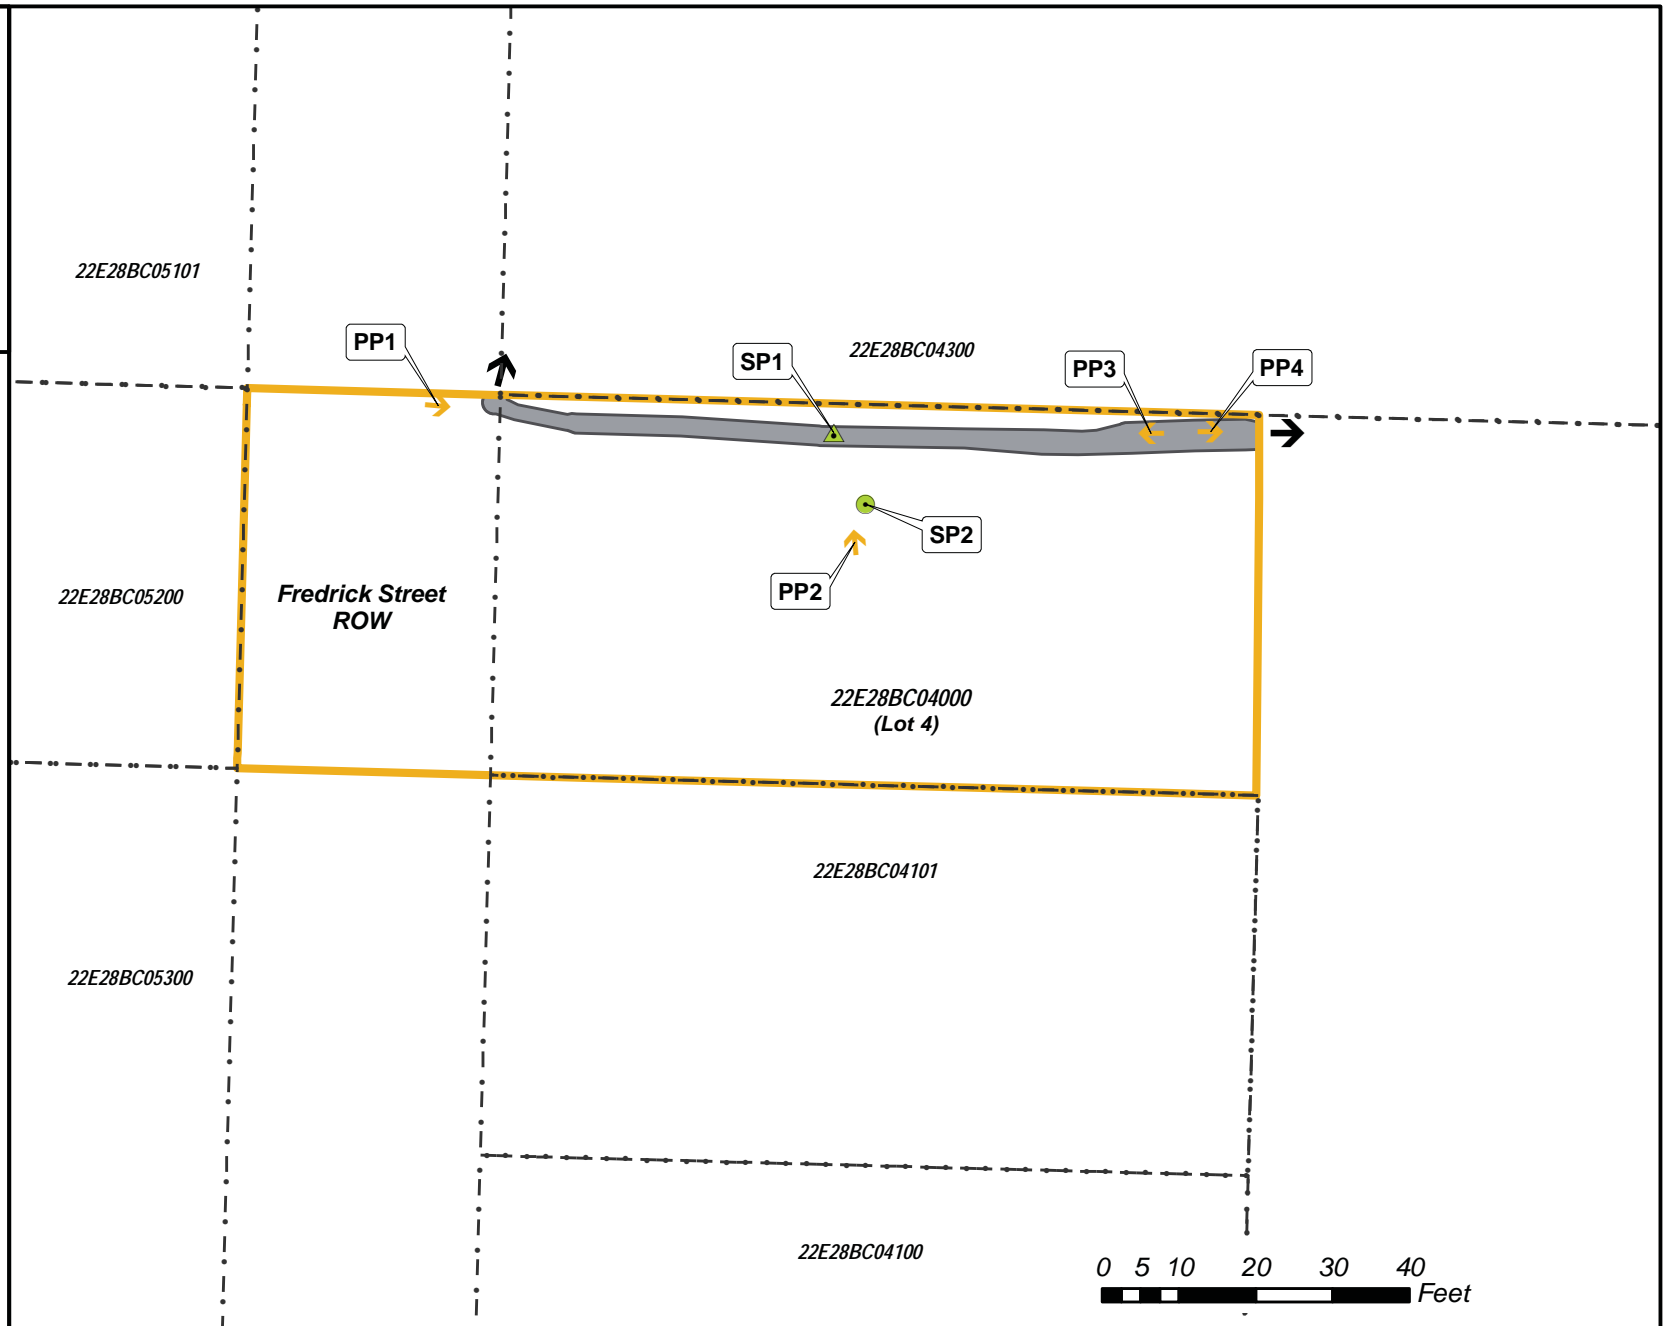 22E28BC05101
PP1
SP1
22E28BC04300
PP3
PP4
SP2
PP2
22E28BC05200
Fredrick Street
ROW
22E28BC04000
(Lot 4)
22E28BC04101
22E28BC05300
22E28BC04100
0 5 10 20 30 40
Feet